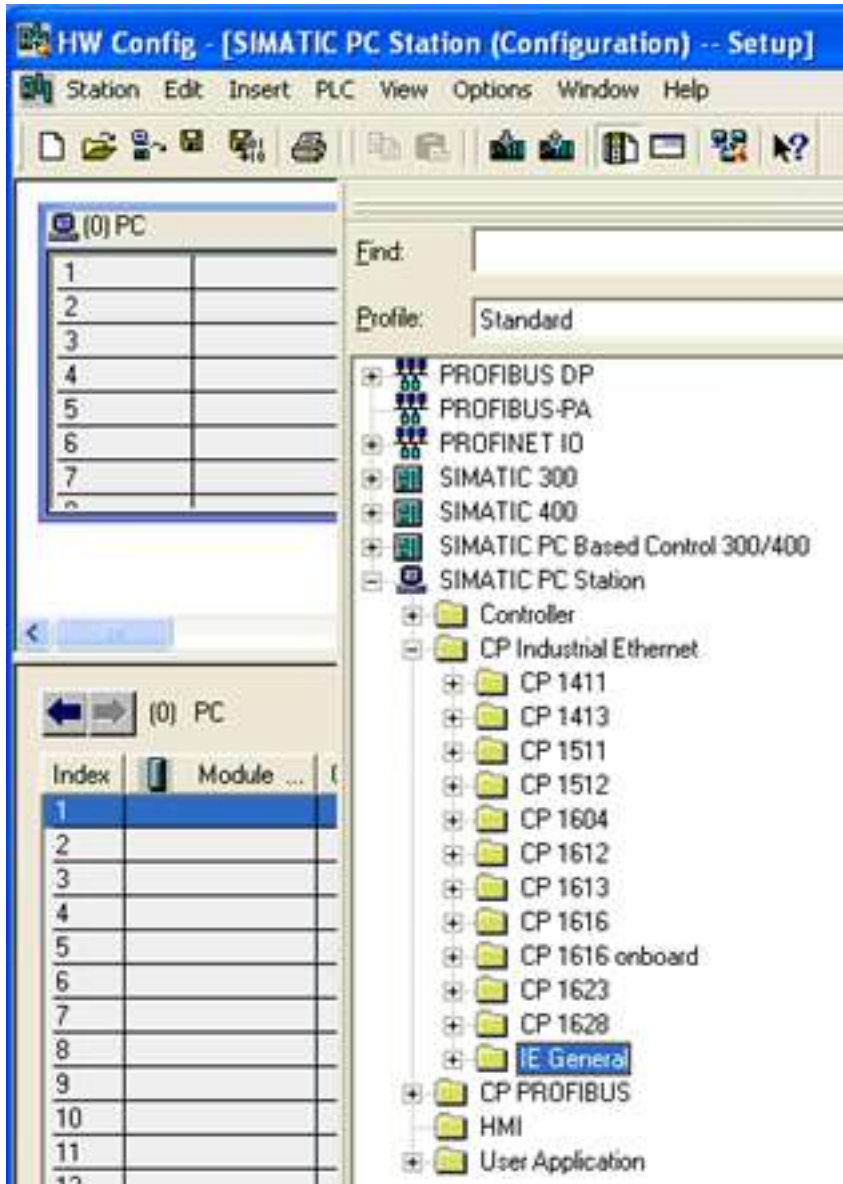 HW Config - [SIMATIC PC Station (Configuration) -- Setup]
Station Edit Insert PLC View Options Window Help
(0) PC
1
2
3
4
5
6
7
Find:
Profile: Standard
PROFIBUS DP
PROFIBUS-PA
PROFINET IO
SIMATIC 300
SIMATIC 400
SIMATIC PC Based Control 300/400
SIMATIC PC Station
Controller
CP Industrial Ethernet
CP 1411
CP 1413
CP 1511
CP 1512
CP 1604
CP 1612
CP 1613
CP 1616
CP 1616 onboard
CP 1623
CP 1628
IE General
CP PROFIBUS
HMI
User Application
(0) PC
Index Module ...
1
2
3
4
5
6
7
8
9
10
11
12